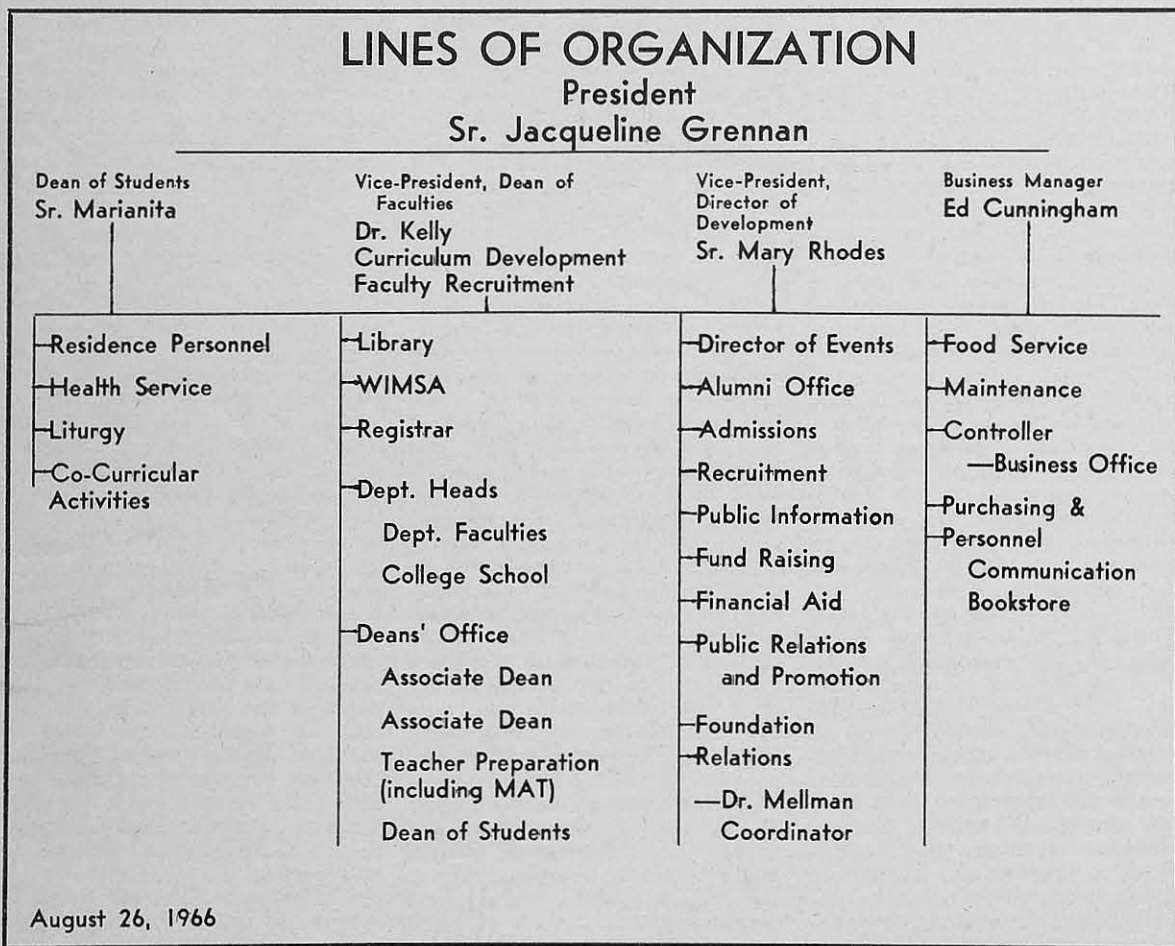 LINES OF ORGANIZATION
President
Sr. Jacqueline Grennan
Dean of Students
Sr. Marianita
Vice-President, Dean of
Faculties
Dr. Kelly
Curriculum Development
Faculty Recruitment
Vice-President,
Director of
Development
Sr. Mary Rhodes
Business Manager
Ed Cunningham
Residence Personnel
Health Service
Liturgy
Co-Curricular
Activities
Library
WIMSA
Registrar
Dept. Heads
Dept. Faculties
College School
Deans' Office
Associate Dean
Associate Dean
Teacher Preparation
(including MAT)
Dean of Students
Director of Events
Alumni Office
Admissions
Recruitment
Public Information
Fund Raising
Financial Aid
Public Relations
and Promotion
Foundation
Relations
—Dr. Mellman
Coordinator
Food Service
Maintenance
Controller
—Business Office
Purchasing &
Personnel
Communication
Bookstore
August 26, 1966